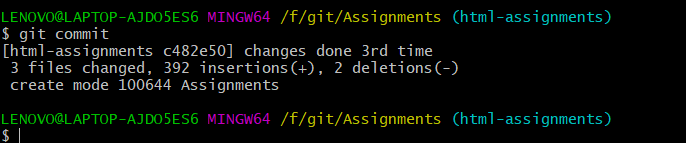 LENOVO@LAPTOP-AJDO5ES6 MINGW64 /f/git/Assignments (html-assignments)
$ git commit
[html-assignments c482e50] changes done 3rd time
 3 files changed, 392 insertions(+), 2 deletions(-)
 create mode 100644 Assignments

LENOVO@LAPTOP-AJDO5ES6 MINGW64 /f/git/Assignments (html-assignments)
$